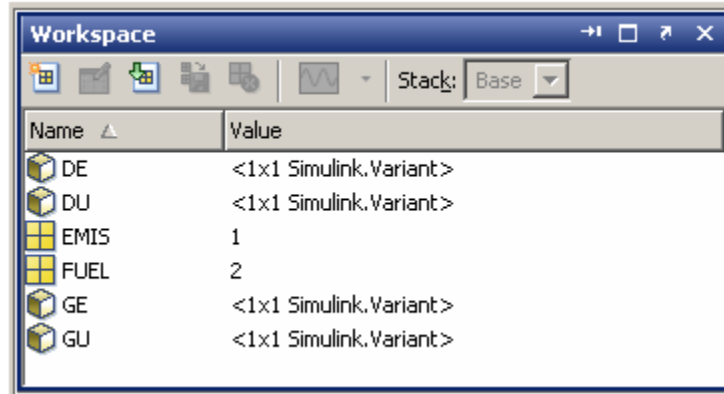 Workspace
Stack: Base
Name Value
DE <1x1 Simulink.Variant>
DU <1x1 Simulink.Variant>
EMIS 1
FUEL 2
GE <1x1 Simulink.Variant>
GU <1x1 Simulink.Variant>